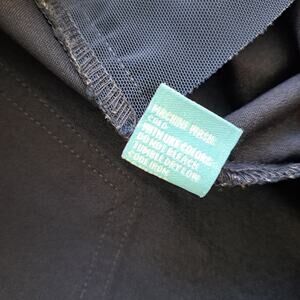 MACHINE WASH
COLD
WITH LIKE COLORS
DO NOT BLEACH
TUMBLE DRY LOW
COOL IRON